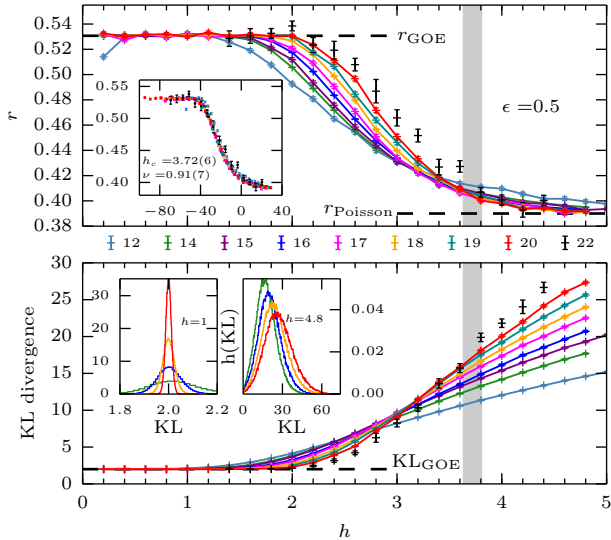 0.54
0.52
0.50
0.48
0.46
0.44
0.42
0.40
0.38
r
r_GOE
ϵ = 0.5
0.55
0.50
0.45
0.40
h_c =3.72(6)
ν =0.91(7)
−80 −40 0 40
r_Poisson
12 14 15 16 17 18 19 20 22
30
25
20
15
10
5
0
KL divergence
30
20
10
0
h=1
1.8 2.0 2.2
KL
h(KL)
h=4.8
0.04
0.02
0.00
0 30 60
KL
KL_GOE
0 1 2 3 4 5
h